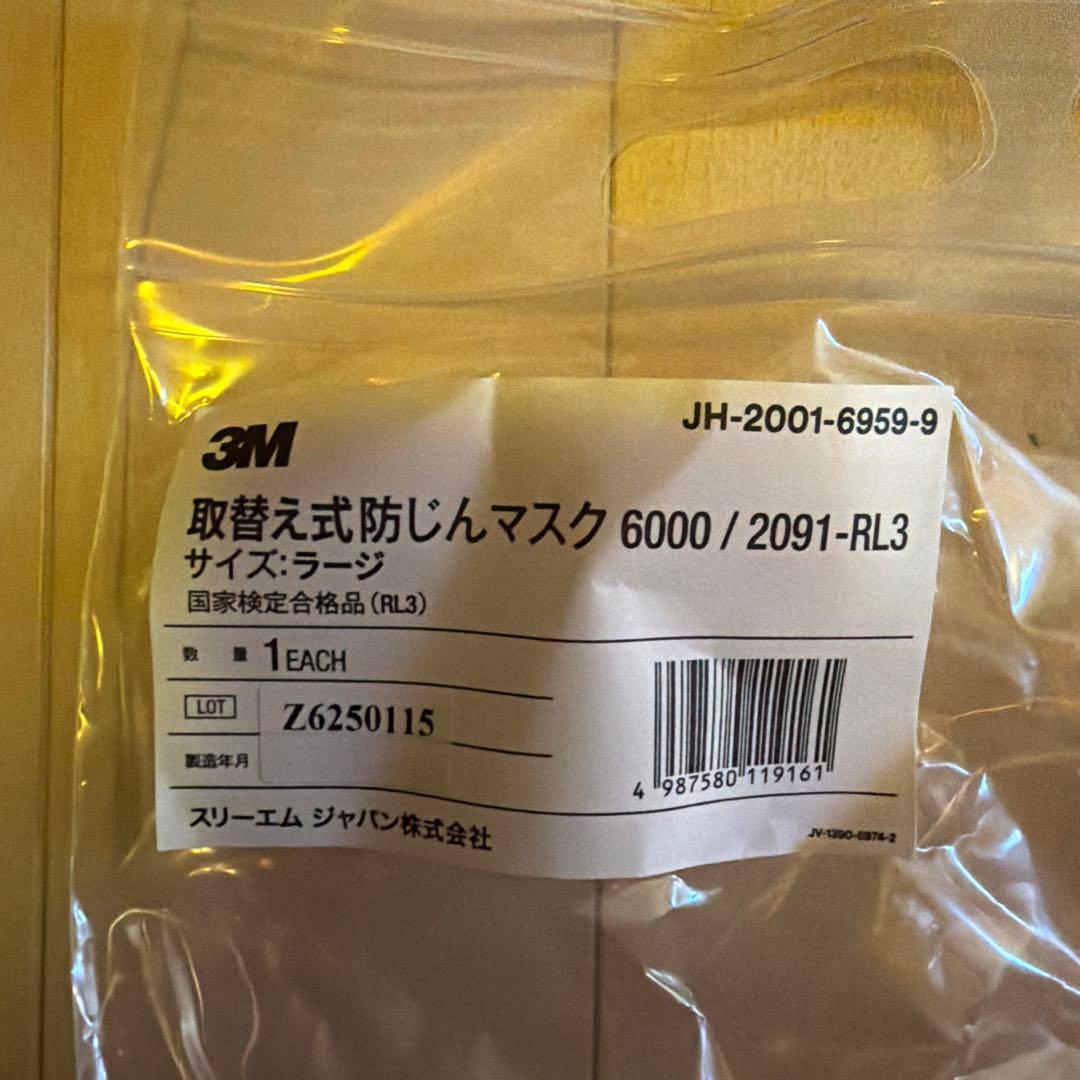 JH-2001-6959-9
3M
取替え式防じんマスク 6000 / 2091-RL3
サイズ:ラージ
国家検定合格品(RL3)
数 量 1EACH
LOT Z6250115
製造年月
4 987580 119161
スリーエム ジャパン株式会社
JV-1390-6974-2